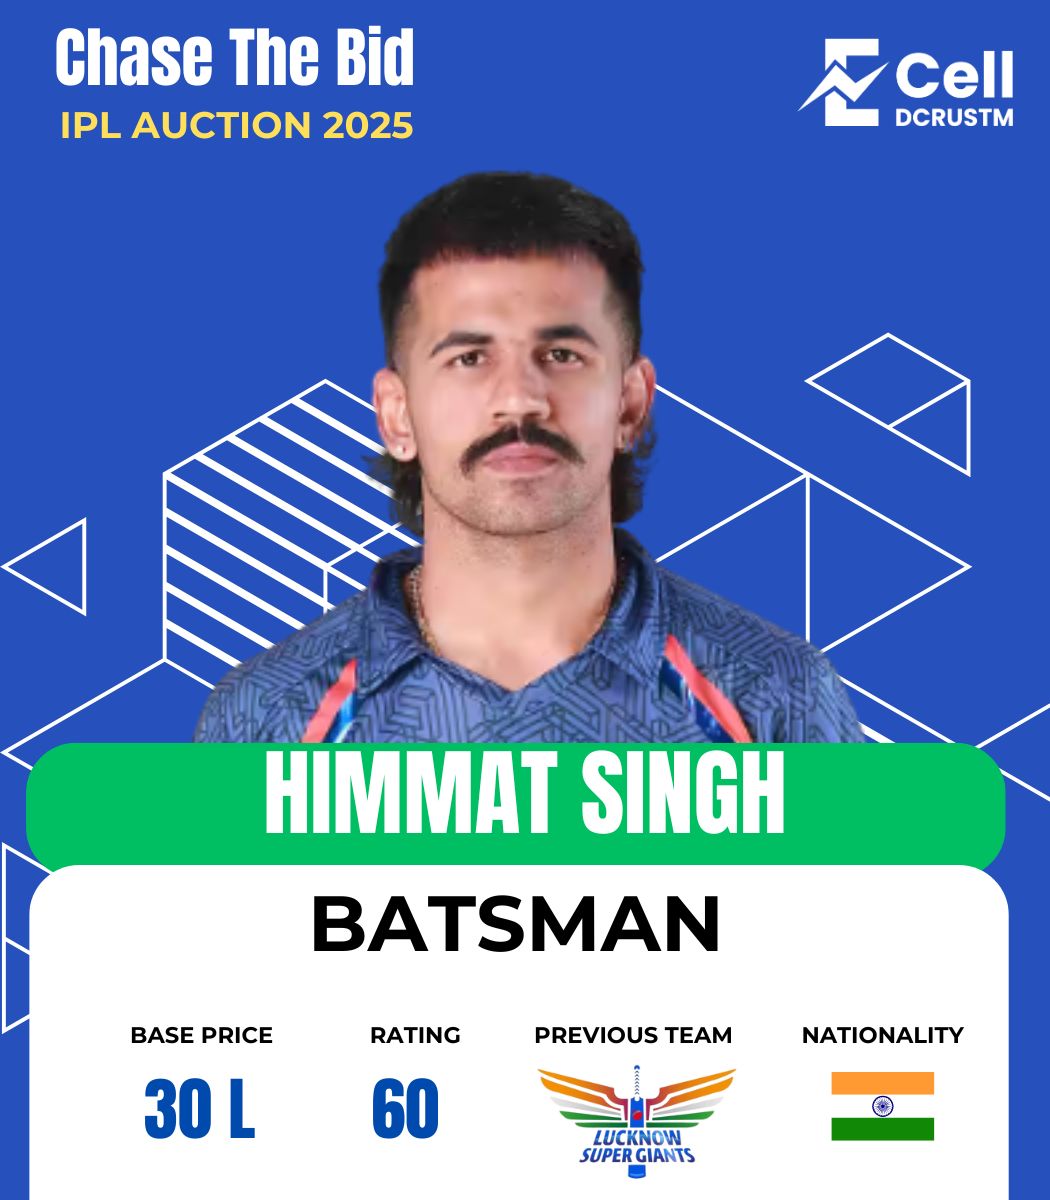 Chase The Bid
IPL AUCTION 2025
Cell
DCRUSTM
HIMMAT SINGH
BATSMAN
BASE PRICE
RATING
PREVIOUS TEAM
NATIONALITY
30 L
60
LUCKNOW
SUPER GIANTS